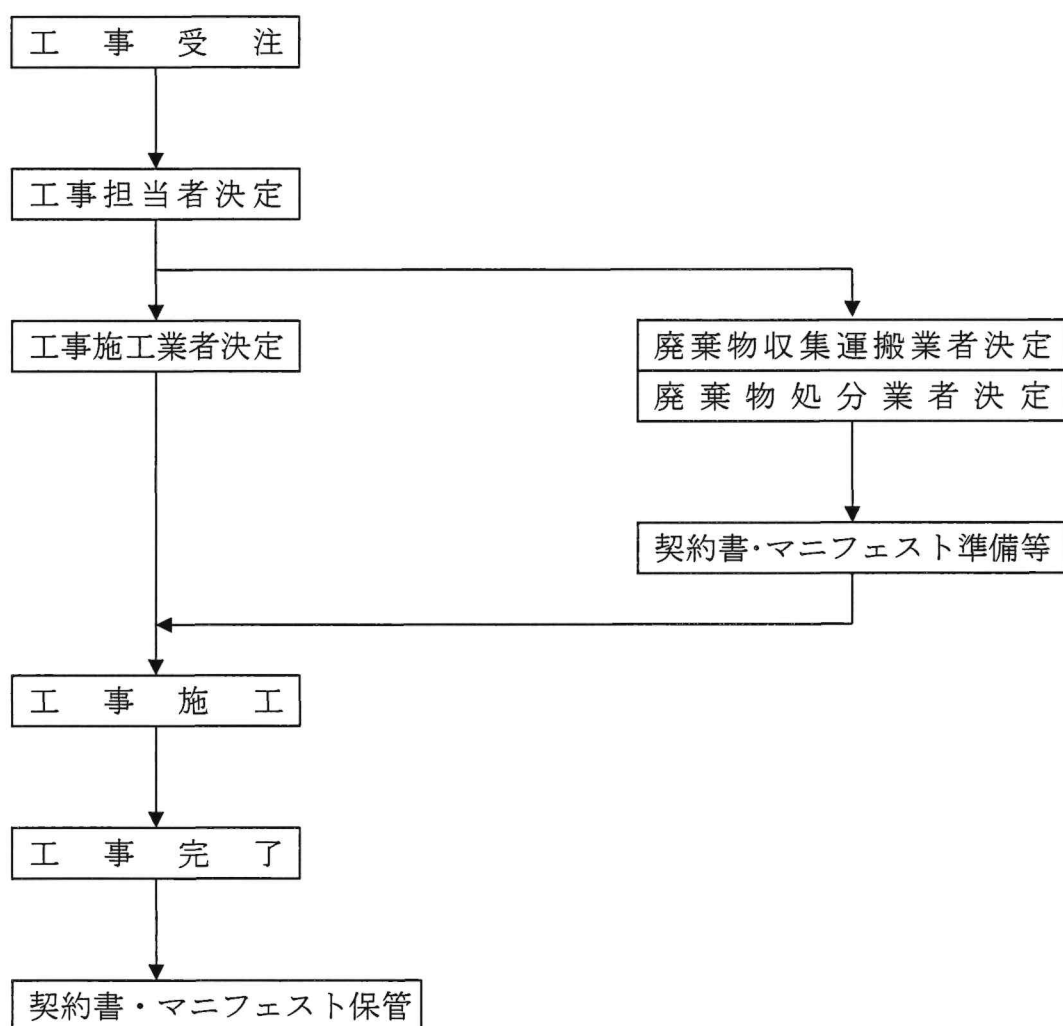 工事受注
工事担当者決定
工事施工業者決定
廃棄物収集運搬業者決定
廃棄物処分業者決定
契約書・マニフェスト準備等
工事施工
工事完了
契約書・マニフェスト保管